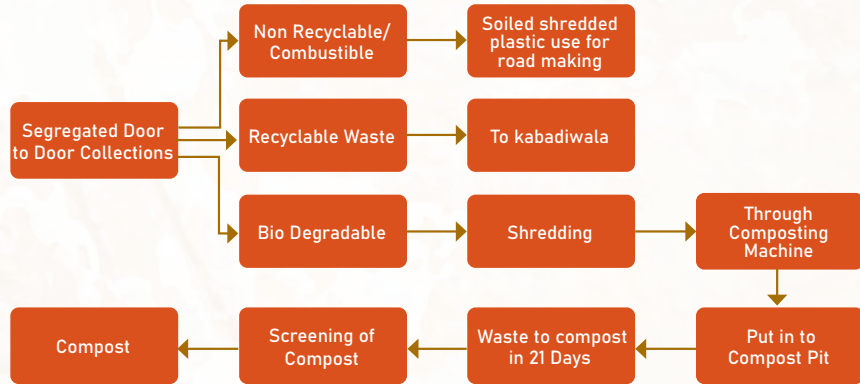 Non Recyclable/
Combustible
Soiled shredded
plastic use for
road making
Segregated Door
to Door Collections
Recyclable Waste
To kabadiwala
Bio Degradable
Shredding
Through
Composting
Machine
Put in to
Compost Pit
Waste to compost
in 21 Days
Screening of
Compost
Compost